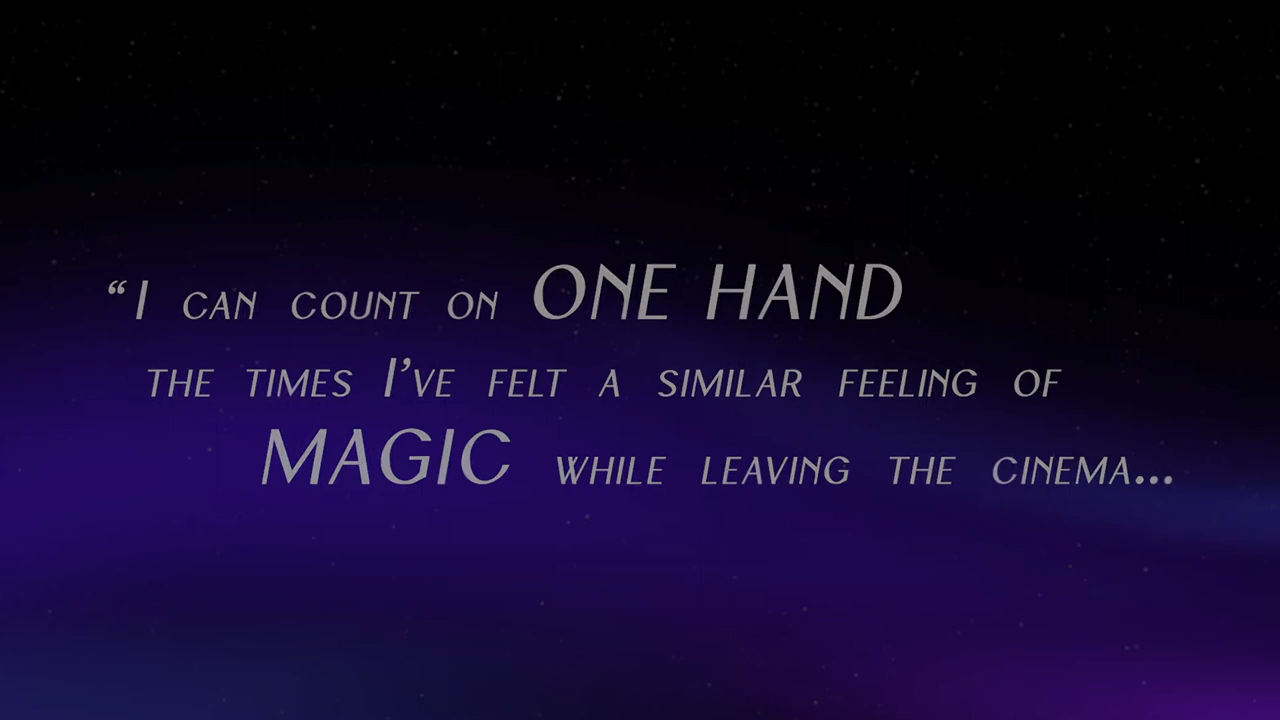 “I CAN COUNT ON ONE HAND
THE TIMES I’VE FELT A SIMILAR FEELING OF
MAGIC WHILE LEAVING THE CINEMA...